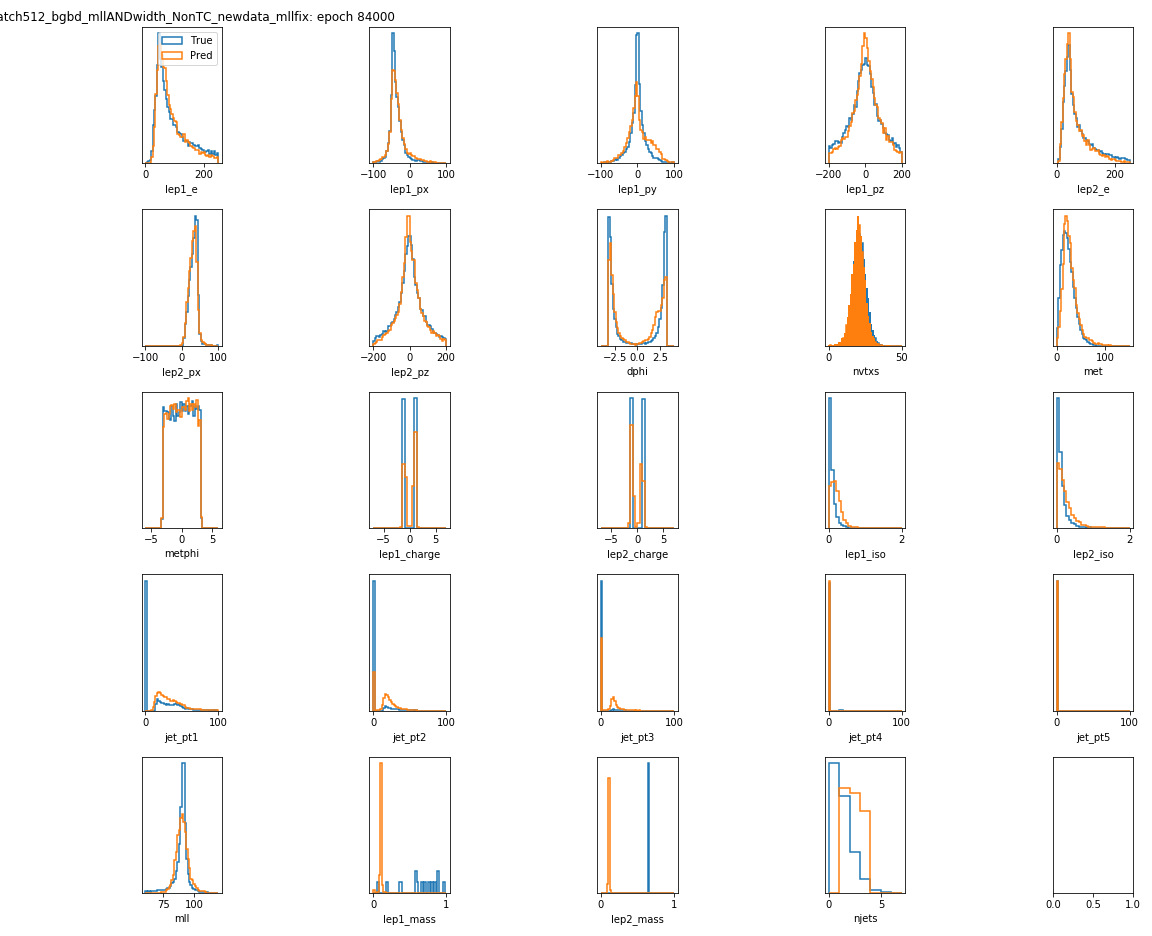 atch512_bgbd_mllANDwidth_NonTC_newdata_mllfix: epoch 84000
True
Pred
0 200
lep1_e
−100 0 100
lep1_px
−100 0 100
lep1_py
−200 0 200
lep1_pz
0 200
lep2_e
−100 0 100
lep2_px
−200 0 200
lep2_pz
−2.5 0.0 2.5
dphi
0 50
nvtxs
0 100
met
−5 0 5
metphi
−5 0 5
lep1_charge
−5 0 5
lep2_charge
0 2
lep1_iso
0 2
lep2_iso
0 100
jet_pt1
0 100
jet_pt2
0 100
jet_pt3
0 100
jet_pt4
0 100
jet_pt5
75 100
mll
0 1
lep1_mass
0 1
lep2_mass
0 5
njets
0.0 0.5 1.0